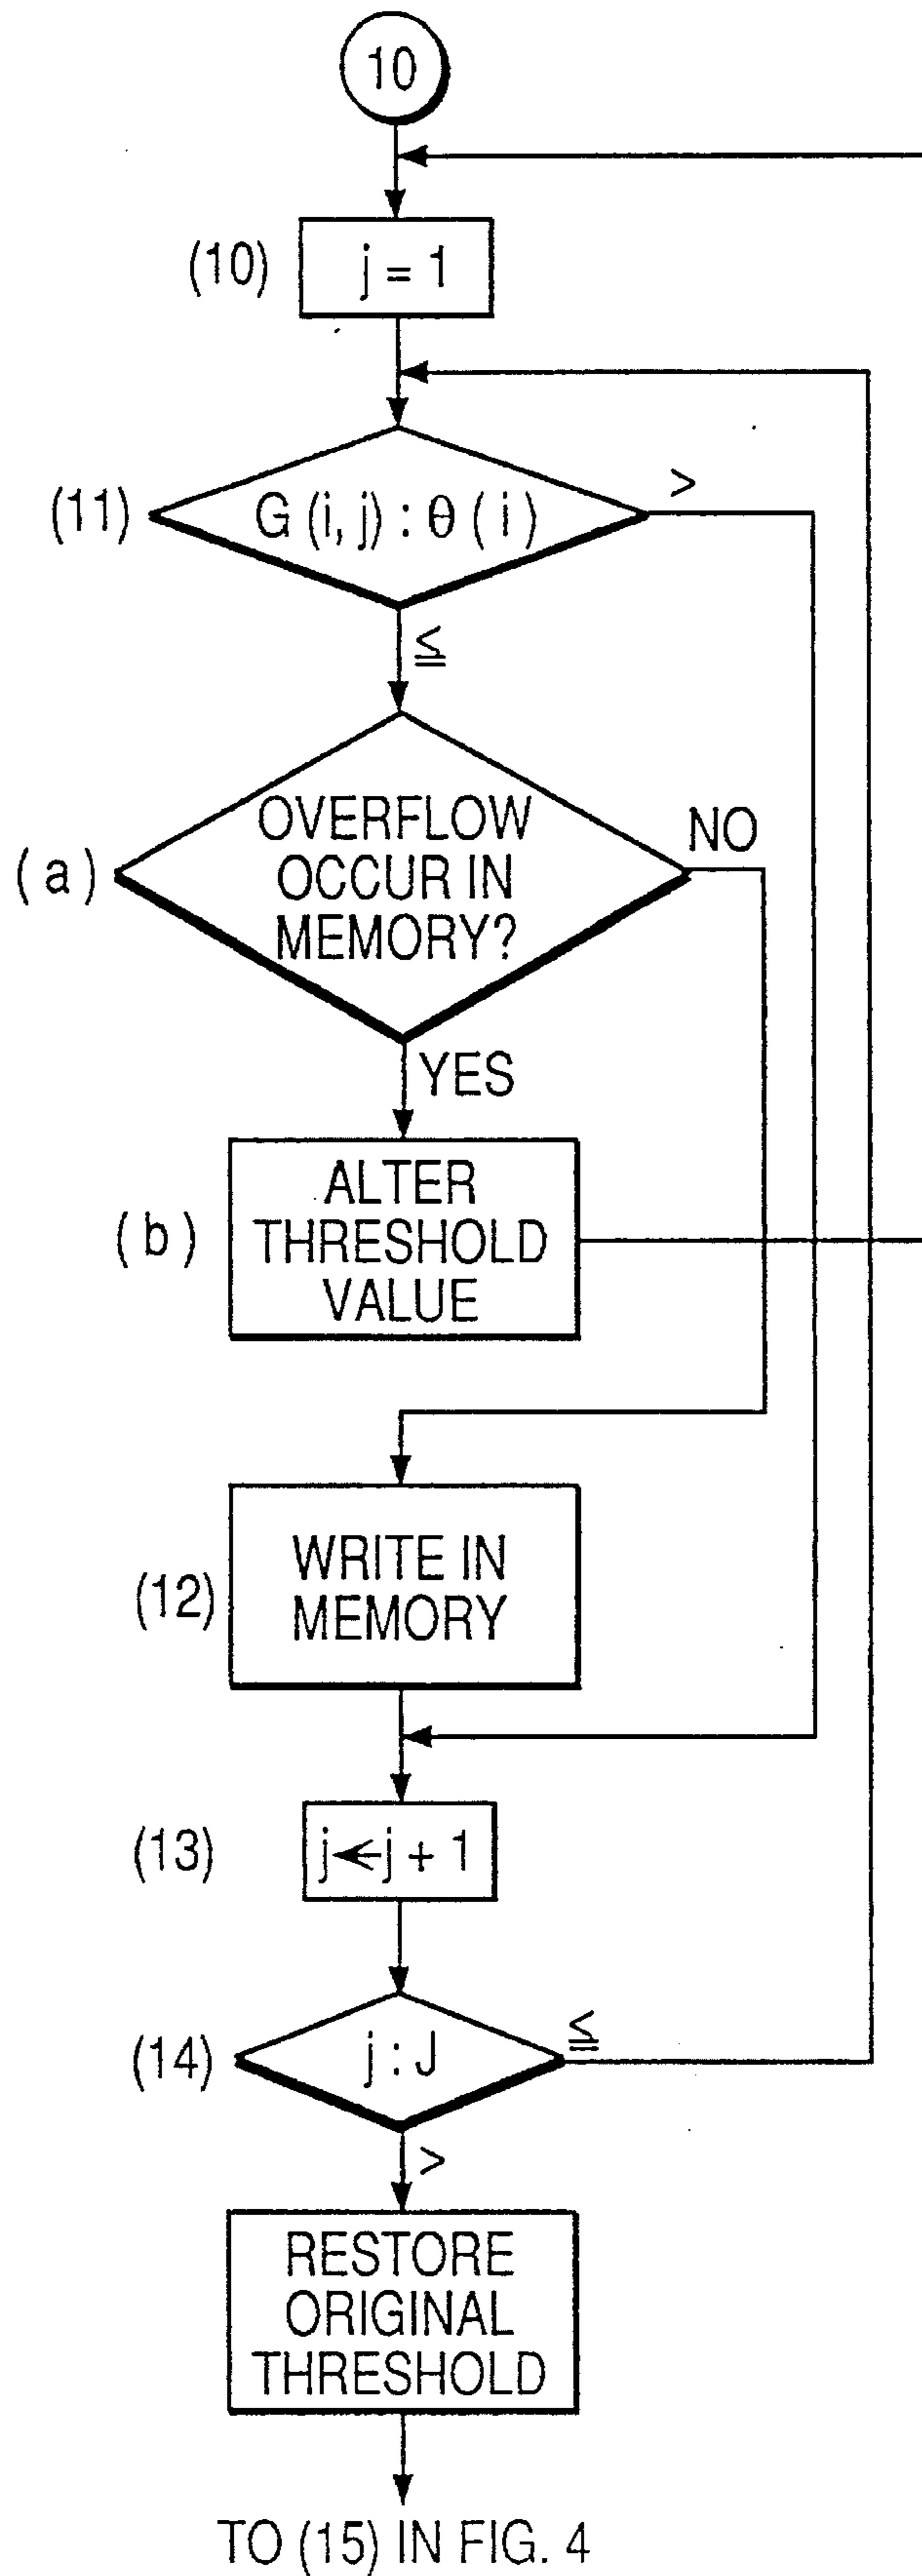 10
(10)
j = 1
(11)
G (i, j) : θ ( i )
>
≦
(a)
OVERFLOW
OCCUR IN
MEMORY?
NO
YES
(b)
ALTER
THRESHOLD
VALUE
(12)
WRITE IN
MEMORY
(13)
j ← j + 1
(14)
j : J
≦
>
RESTORE
ORIGINAL
THRESHOLD
TO (15) IN FIG. 4